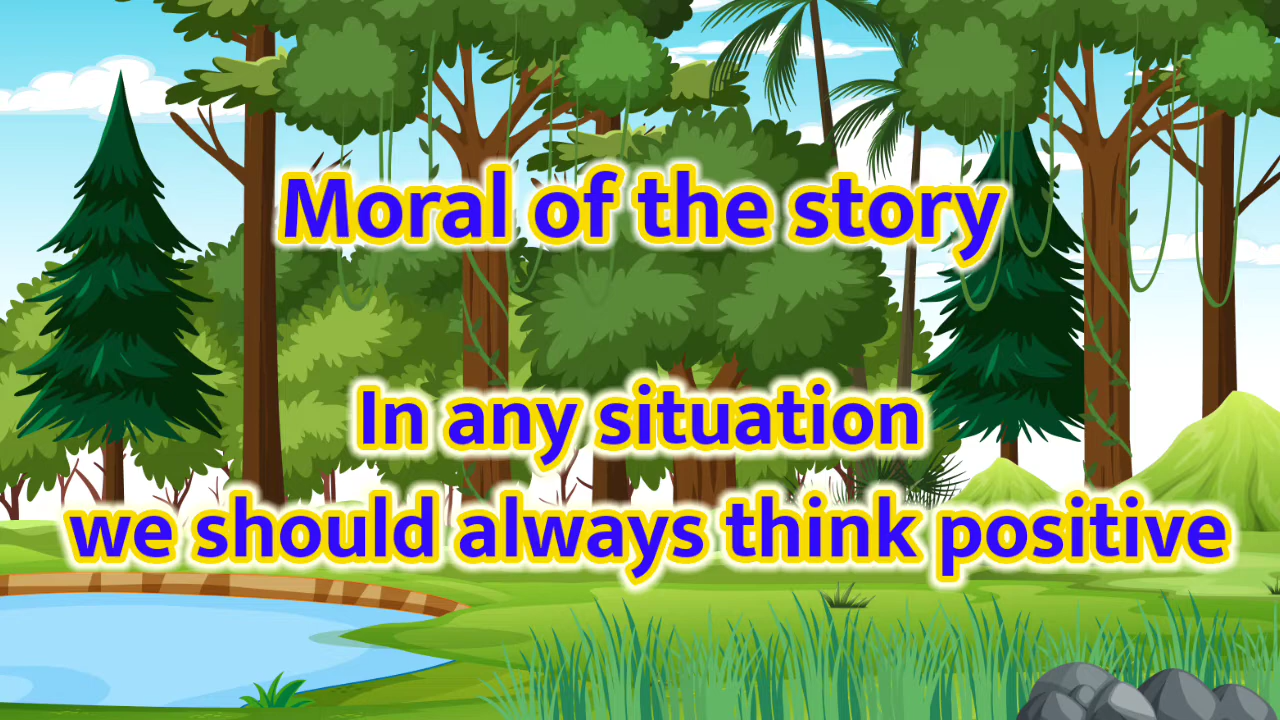 Moral of the story
In any situation
we should always think positive